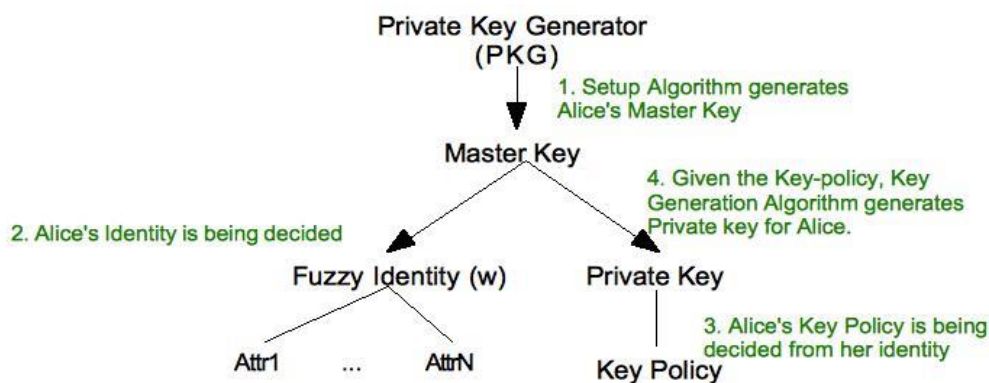 Private Key Generator
(PKG)
1. Setup Algorithm generates
Alice's Master Key
Master Key
4. Given the Key-policy, Key
Generation Algorithm generates
Private key for Alice.
2. Alice's Identity is being decided
Fuzzy Identity (w)
Private Key
3. Alice's Key Policy is being
decided from her identity
Attr1 ... AttrN
Key Policy